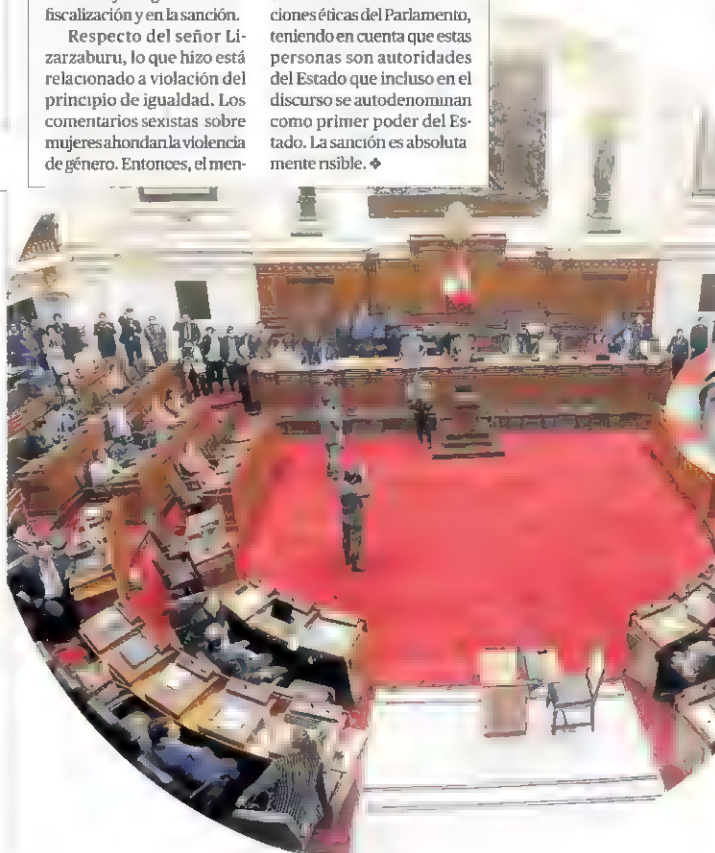 fiscalización y en la sanción.
Respecto del señor Li-
zarzaburu, lo que hizo está
relacionado a violación del
principio de igualdad. Los
comentarios sexistas sobre
mujeres ahondan la violencia
de género. Entonces, el men-
ciones éticas del Parlamento,
teniendo en cuenta que estas
personas son autoridades
del Estado que incluso en el
discurso se autodenominan
como primer poder del Es-
tado. La sanción es absoluta
mente risible. ❖